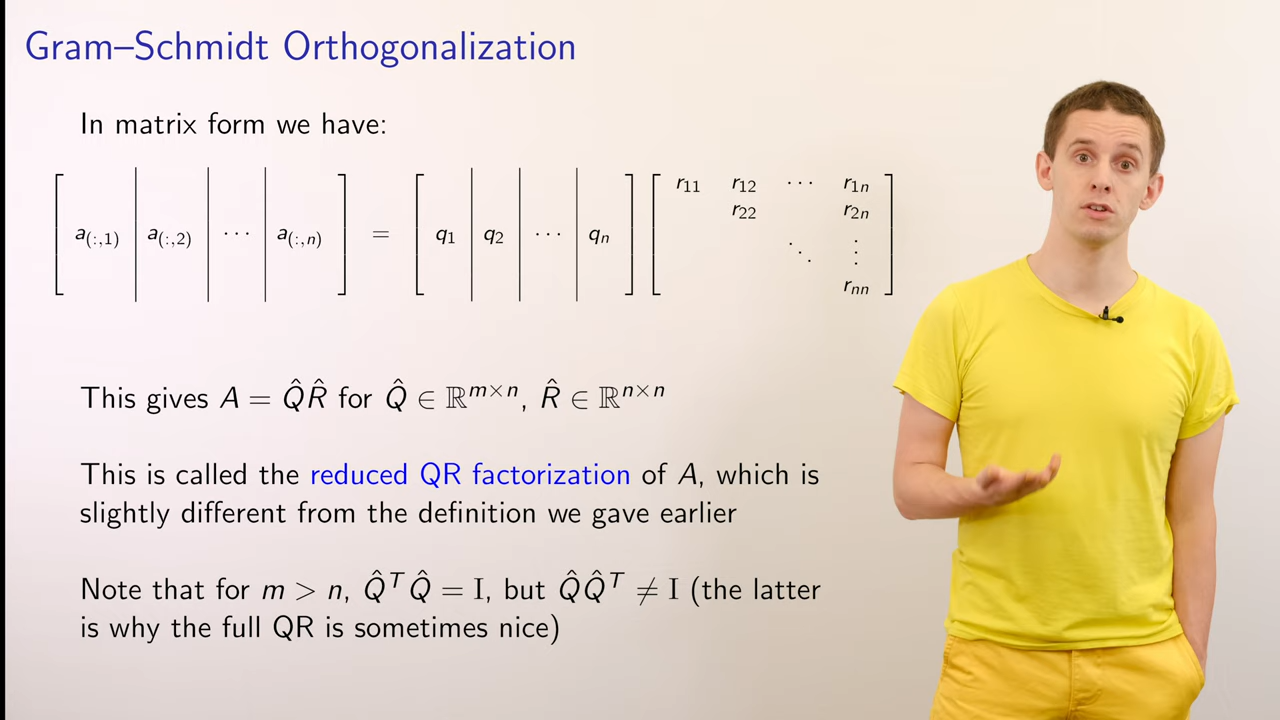 Gram–Schmidt Orthogonalization
In matrix form we have:
[ a(:,1) | a(:,2) | ⋯ | a(:,n) ] = [ q₁ | q₂ | ⋯ | qₙ ] [ r₁₁ r₁₂ ⋯ r₁ₙ
r₂₂ r₂ₙ
⋱ ⋮
rₙₙ ]
This gives A = Q̂R̂ for Q̂ ∈ ℝ^{m×n}, R̂ ∈ ℝ^{n×n}
This is called the reduced QR factorization of A, which is
slightly different from the definition we gave earlier
Note that for m > n, Q̂ᵀQ̂ = I, but Q̂Q̂ᵀ ≠ I (the latter
is why the full QR is sometimes nice)